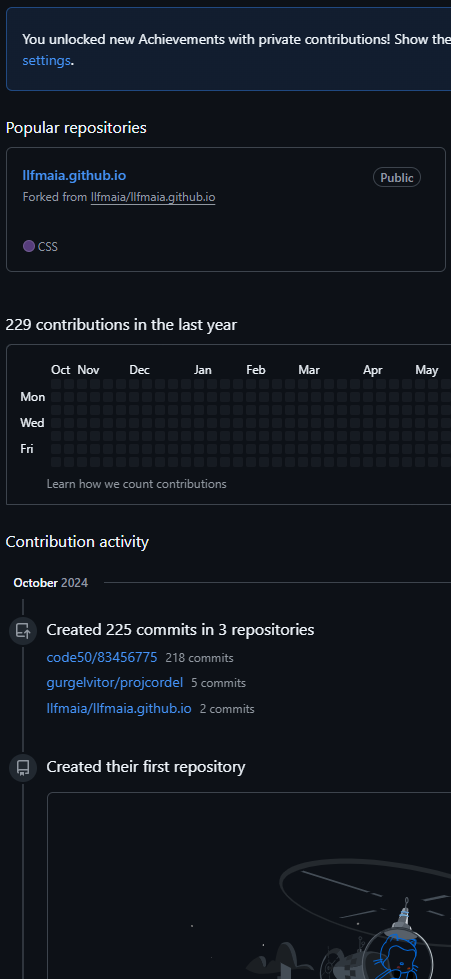 You unlocked new Achievements with private contributions! Show the
settings.
Popular repositories
llfmaia.github.io
Public
Forked from llfmaia/llfmaia.github.io
CSS
229 contributions in the last year
Oct Nov Dec Jan Feb Mar Apr May
Mon
Wed
Fri
Learn how we count contributions
Contribution activity
October 2024
Created 225 commits in 3 repositories
code50/83456775 218 commits
gurgelvitor/projcordel 5 commits
llfmaia/llfmaia.github.io 2 commits
Created their first repository